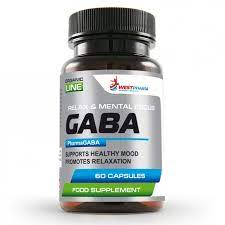 ORGANIC
LINE
WESTPHARM
RELAX & MENTAL FOCUS
GABA
PharmaGABA
SUPPORTS HEALTHY MOOD
PROMOTES RELAXATION
60 CAPSULES
FOOD SUPPLEMENT